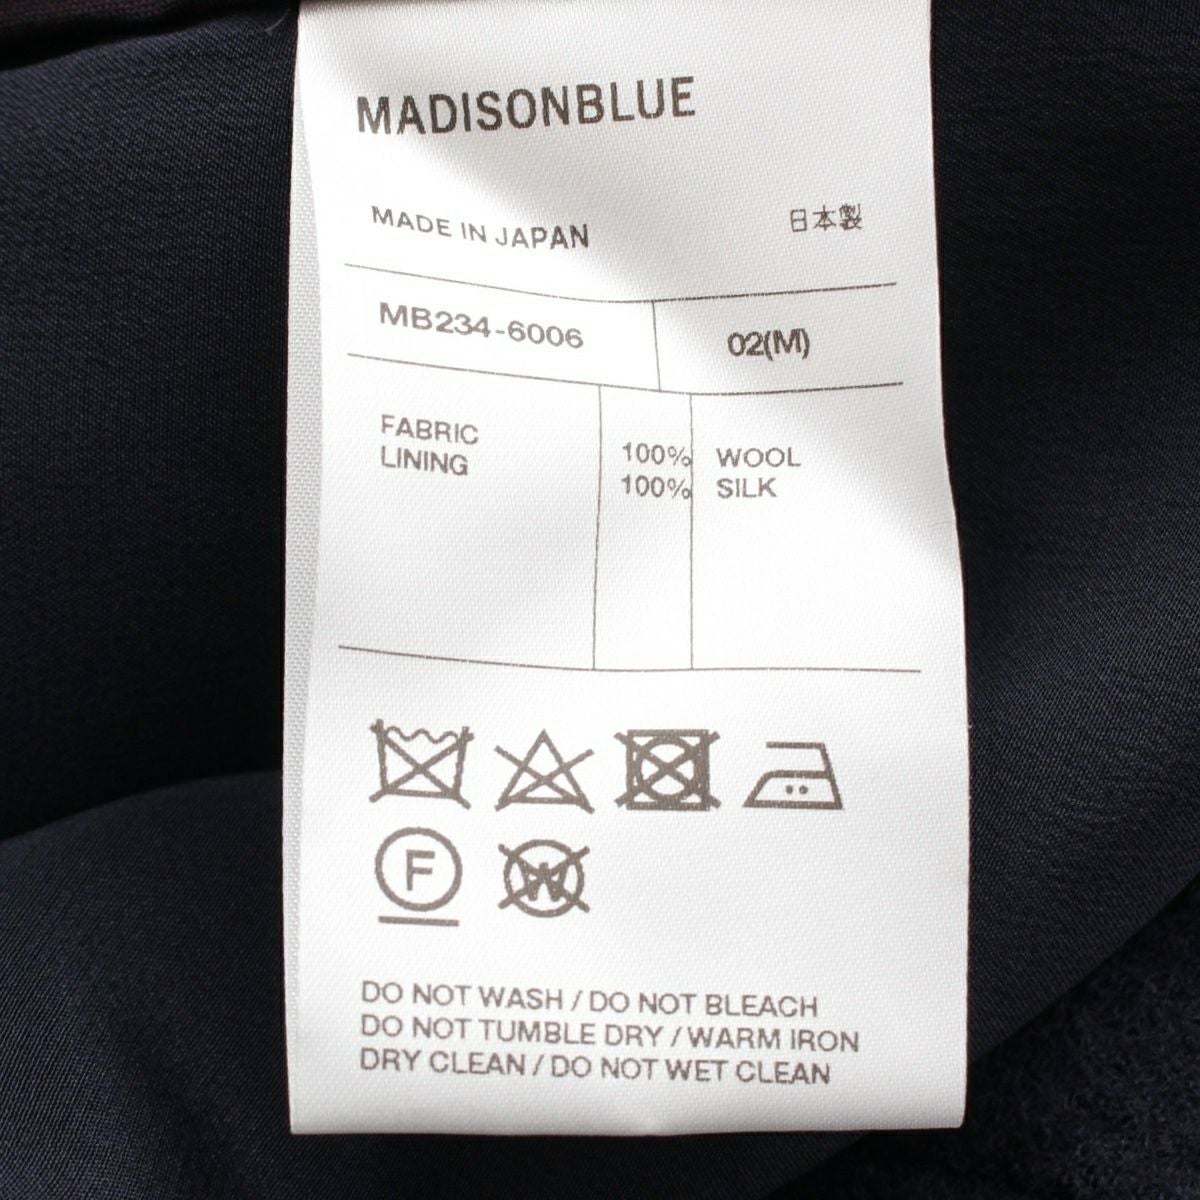 MADISONBLUE
MADE IN JAPAN 日本製
MB234-6006 02(M)
FABRIC 100% WOOL
LINING 100% SILK
F W
DO NOT WASH / DO NOT BLEACH
DO NOT TUMBLE DRY / WARM IRON
DRY CLEAN / DO NOT WET CLEAN